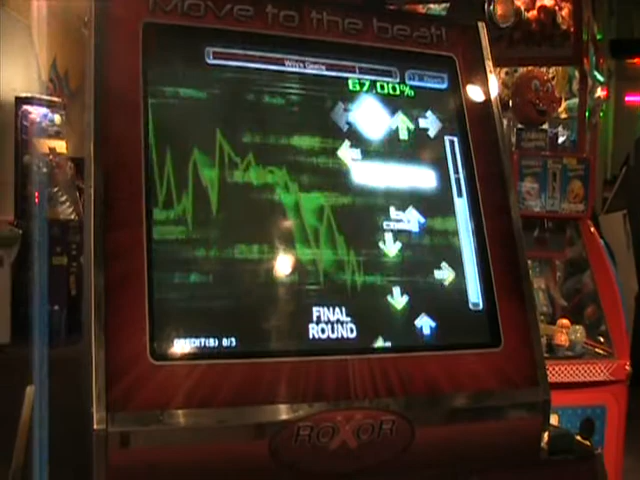 Move to the beat!
67.00%
FINAL
ROUND
CREDIT(S) 0/3
ROXOR